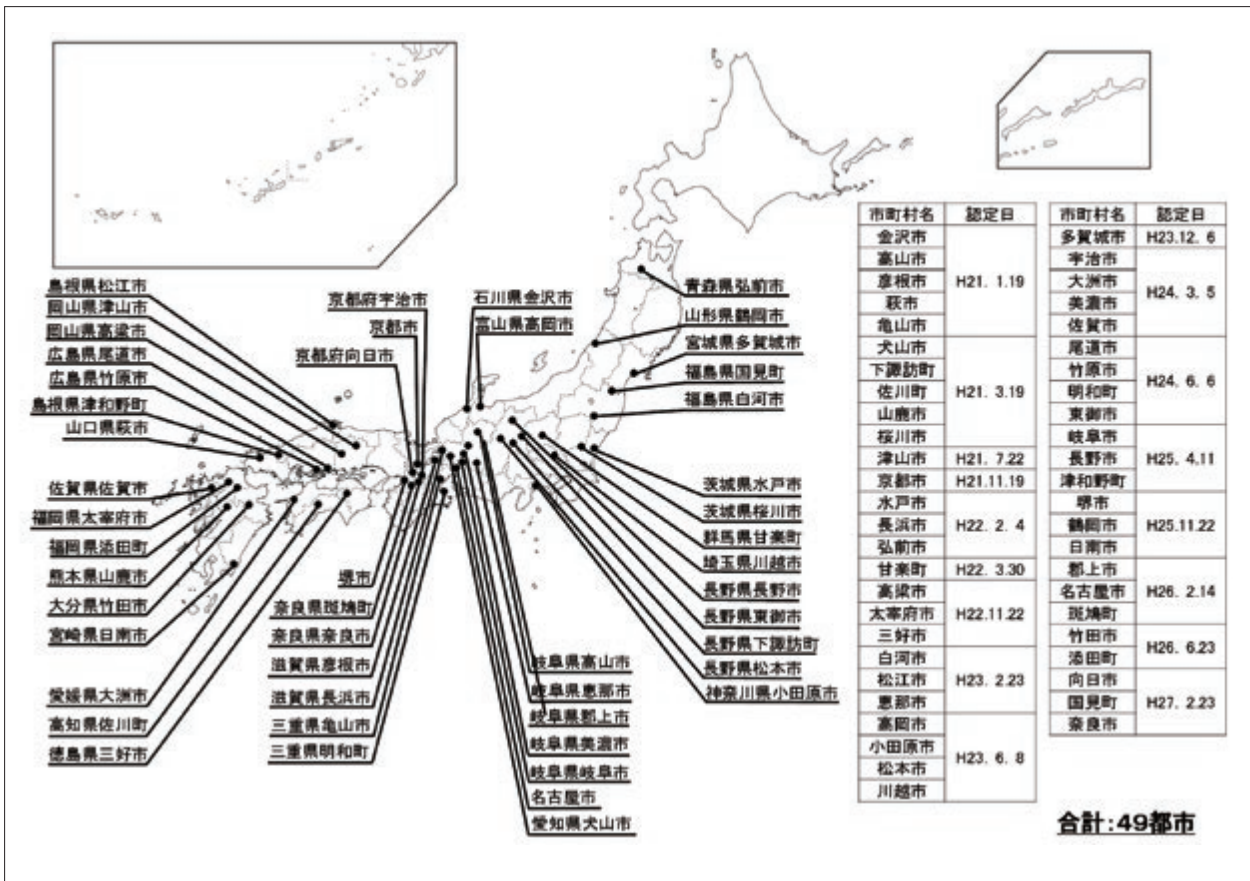 島根県松江市
岡山県津山市
岡山県高梁市
広島県尾道市
広島県竹原市
島根県津和野町
山口県萩市
佐賀県佐賀市
福岡県太宰府市
福岡県添田町
熊本県山鹿市
大分県竹田市
宮崎県日南市
愛媛県大洲市
高知県佐川町
徳島県三好市
京都府宇治市
京都市
京都府向日市
石川県金沢市
富山県高岡市
堺市
奈良県斑鳩町
奈良県奈良市
滋賀県彦根市
滋賀県長浜市
三重県亀山市
三重県明和町
岐阜県高山市
岐阜県恵那市
岐阜県郡上市
岐阜県美濃市
岐阜県岐阜市
名古屋市
愛知県犬山市
青森県弘前市
山形県鶴岡市
宮城県多賀城市
福島県国見町
福島県白河市
茨城県水戸市
茨城県桜川市
群馬県甘楽町
埼玉県川越市
長野県長野市
長野県東御市
長野県下諏訪町
長野県松本市
神奈川県小田原市
市町村名 認定日
金沢市
高山市
彦根市 H21. 1.19
萩市
亀山市
犬山市
下諏訪町
佐川町 H21. 3.19
山鹿市
桜川市
津山市 H21. 7.22
京都市 H21.11.19
水戸市
長浜市 H22. 2. 4
弘前市
甘楽町 H22. 3.30
高梁市
太宰府市 H22.11.22
三好市
白河市
松江市 H23. 2.23
恵那市
高岡市
小田原市 H23. 6. 8
松本市
川越市
市町村名 認定日
多賀城市 H23.12. 6
宇治市
大洲市 H24. 3. 5
美濃市
佐賀市
尾道市
竹原市 H24. 6. 6
明和町
東御市
岐阜市
長野市 H25. 4.11
津和野町
堺市
鶴岡市 H25.11.22
日南市
郡上市
名古屋市 H26. 2.14
斑鳩町
竹田市 H26. 6.23
添田町
向日市
国見町 H27. 2.23
奈良市
合計:49都市